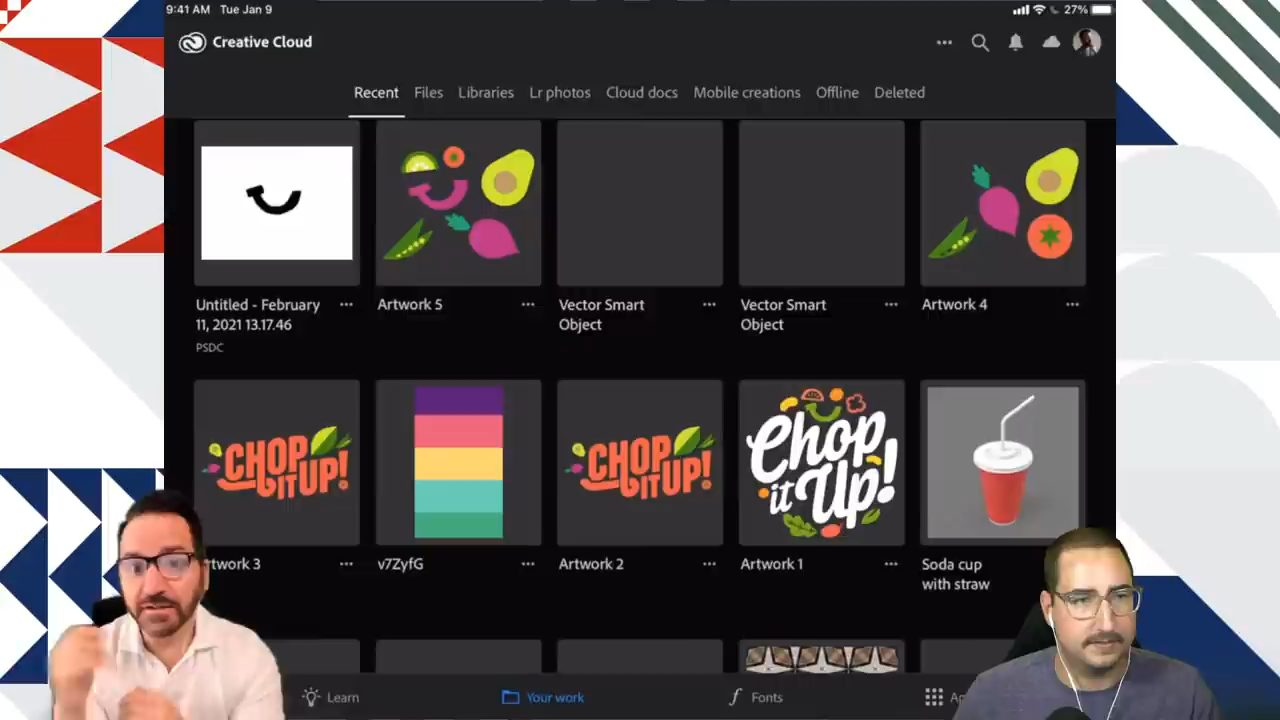 9:41 AM Tue Jan 9
27%
Creative Cloud
Recent Files Libraries Lr photos Cloud docs Mobile creations Offline Deleted
Untitled - February
11, 2021 13.17.46
PSDC
Artwork 5
Vector Smart
Object
Vector Smart
Object
Artwork 4
CHOP
IT UP!
CHOP
IT UP!
Chop
it Up!
twork 3
v7ZyfG
Artwork 2
Artwork 1
Soda cup
with straw
Learn
Your work
Fonts